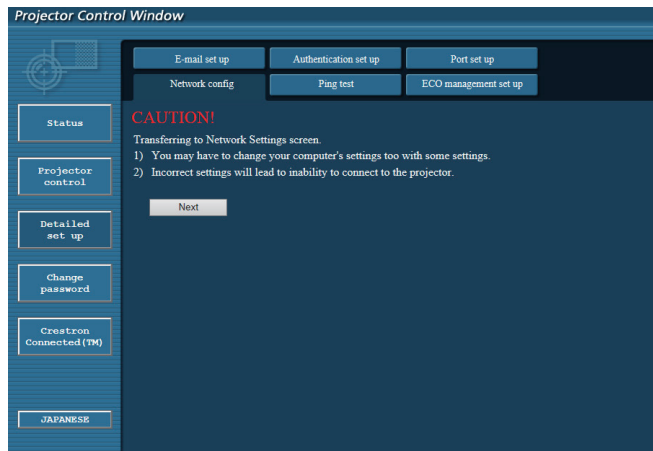 Projector Control Window
E-mail set up
Authentication set up
Port set up
Network config
Ping test
ECO management set up
Status
Projector
control
Detailed
set up
Change
password
Crestron
Connected(TM)
JAPANESE
CAUTION!
Transferring to Network Settings screen.
1) You may have to change your computer's settings too with some settings.
2) Incorrect settings will lead to inability to connect to the projector.
Next